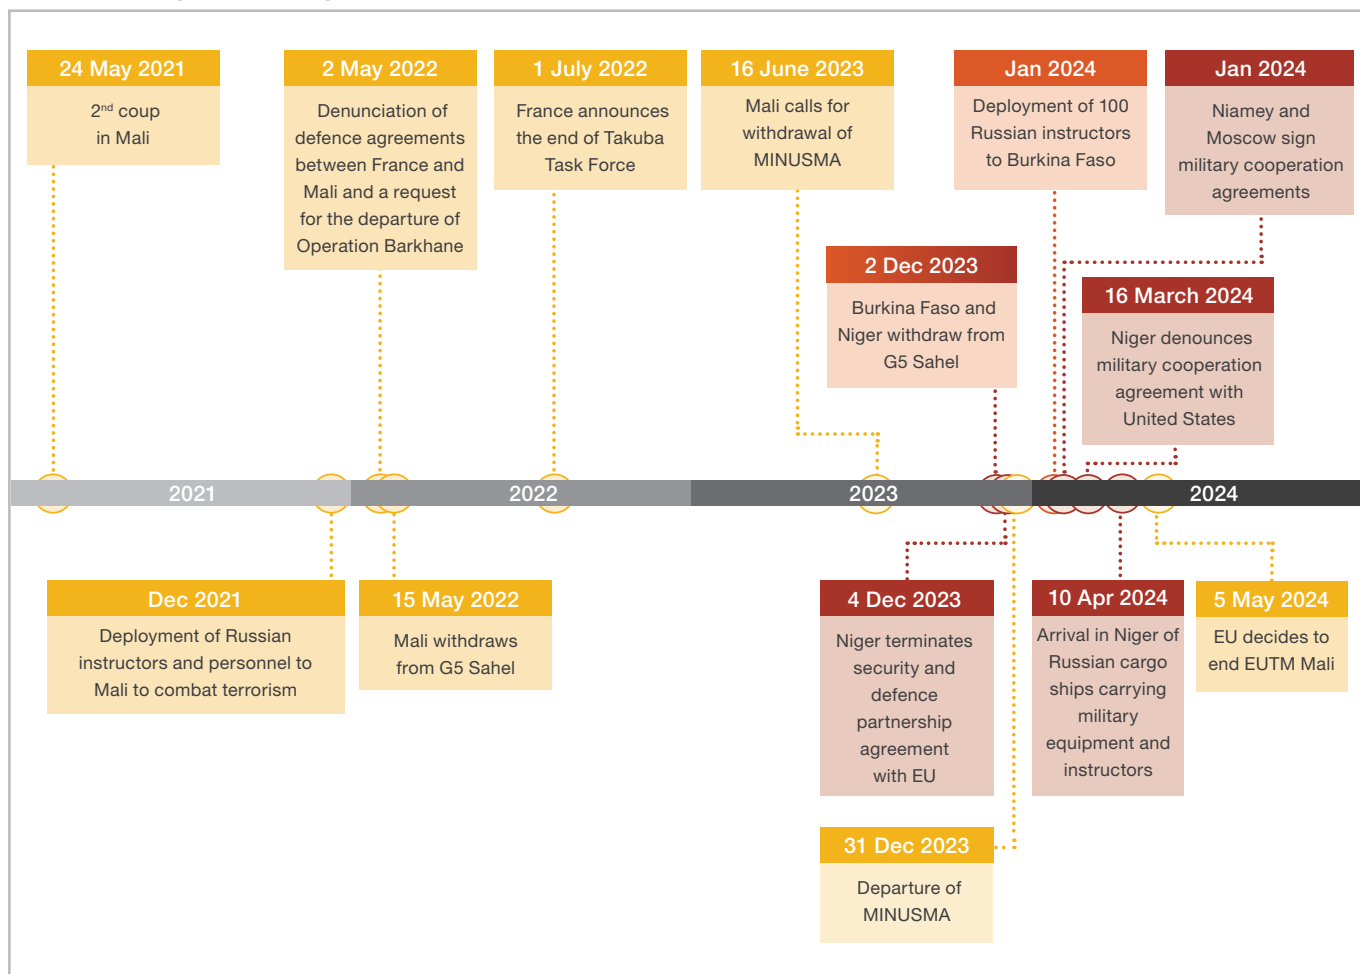 24 May 2021
2nd coup
in Mali
2 May 2022
Denunciation of
defence agreements
between France and
Mali and a request
for the departure of
Operation Barkhane
1 July 2022
France announces
the end of Takuba
Task Force
16 June 2023
Mali calls for
withdrawal of
MINUSMA
Jan 2024
Deployment of 100
Russian instructors
to Burkina Faso
Jan 2024
Niamey and
Moscow sign
military cooperation
agreements
2 Dec 2023
Burkina Faso and
Niger withdraw from
G5 Sahel
16 March 2024
Niger denounces
military cooperation
agreement with
United States
2021
2022
2023
2024
Dec 2021
Deployment of Russian
instructors and personnel to
Mali to combat terrorism
15 May 2022
Mali withdraws
from G5 Sahel
4 Dec 2023
Niger terminates
security and
defence
partnership
agreement
with EU
10 Apr 2024
Arrival in Niger of
Russian cargo
ships carrying
military
equipment and
instructors
5 May 2024
EU decides to
end EUTM Mali
31 Dec 2023
Departure of
MINUSMA